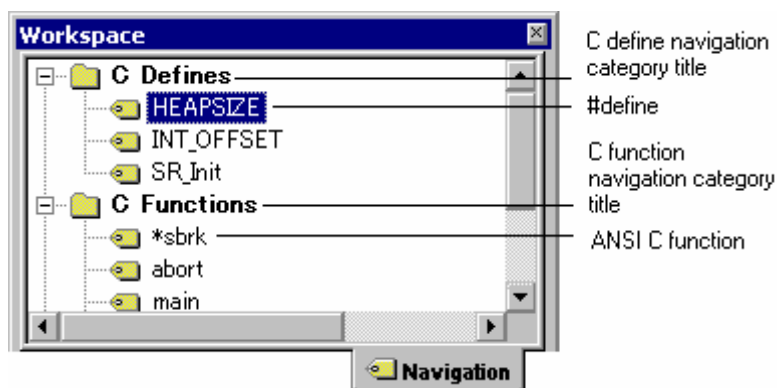 Workspace
C Defines
HEAPSIZE
INT_OFFSET
SR_Init
C Functions
*sbrk
abort
main
Navigation
C define navigation
category title
#define
C function
navigation category
title
ANSI C function